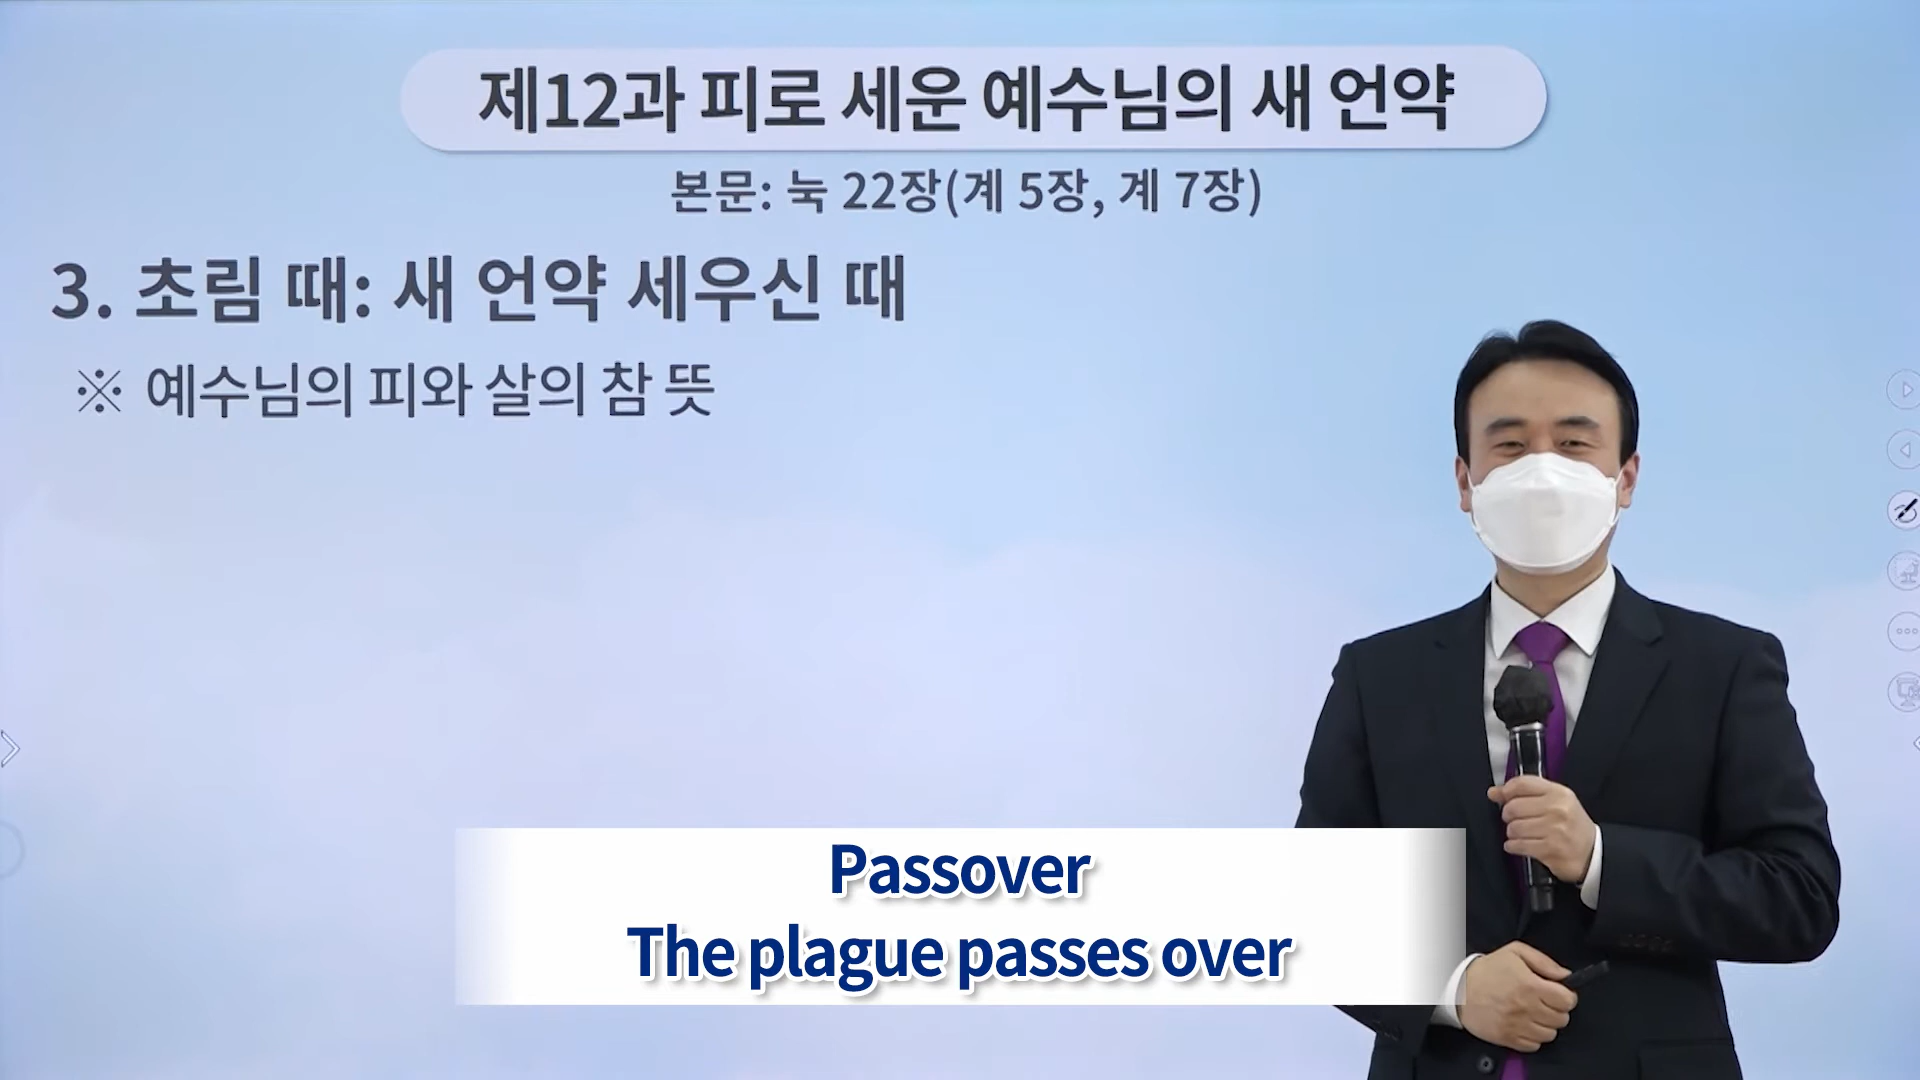 제12과 피로 세운 예수님의 새 언약
본문: 눅 22장(계 5장, 계 7장)
3. 초림 때: 새 언약 세우신 때
※ 예수님의 피와 살의 참 뜻
Passover
The plague passes over